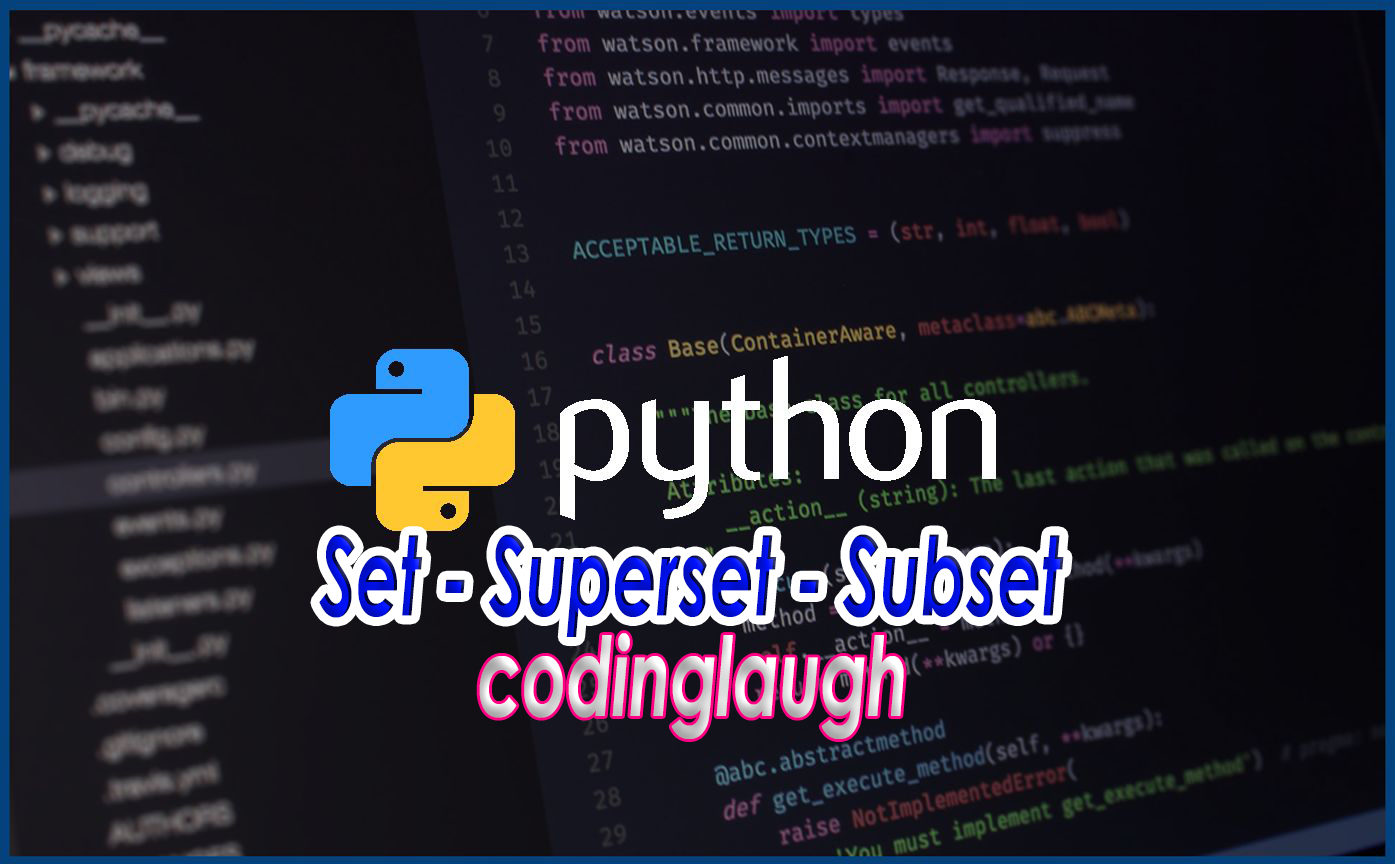 __pycache__
framework
__pycache__
debug
logging
support
views
__init__.py
applications.py
bin.py
config.py
controllers.py
events.py
exceptions.py
listeners.py
__init__.py
.coveragerc
.gitignore
.travis.yml
AUTHORS
6 from watson.events import types
7 from watson.framework import events
8 from watson.http.messages import Response, Request
9 from watson.common.imports import get_qualified_name
10 from watson.common.contextmanagers import suppress
11
12
13 ACCEPTABLE_RETURN_TYPES = (str, int, float, bool)
14
15
16 class Base(ContainerAware, metaclass=abc.ABCMeta):
17
18 class for all controllers.
19
Attributes:
__action__ (string): The last action that was called on the
21
python
Set - Superset - Subset
method
__action__
(**kwargs) or {}
codinglaugh
26
27 @abc.abstractmethod
28 def get_execute_method(self, **kwargs):
29 raise NotImplementedError(
'You must implement get_execute_method')